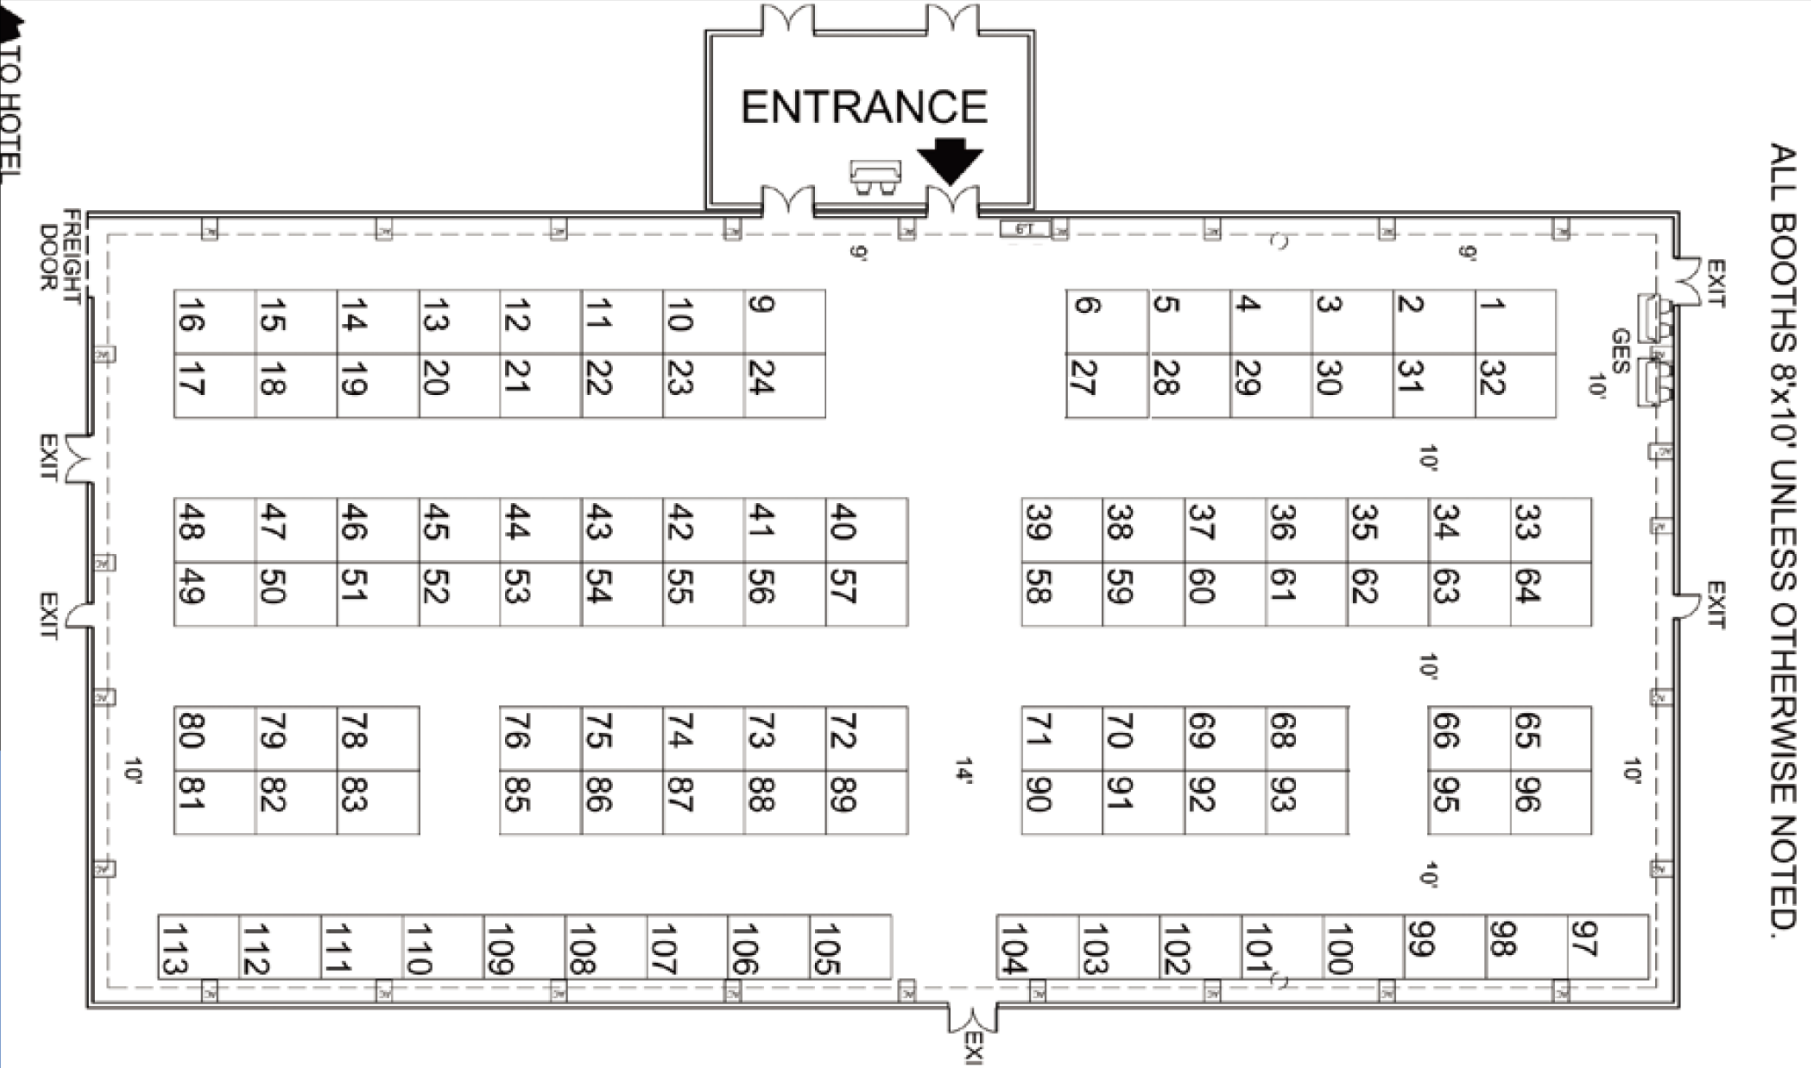 TO HOTEL
ENTRANCE
ALL BOOTHS 8'x10' UNLESS OTHERWISE NOTED.
FREIGHT
DOOR
9'
9'
EXIT
GES
10'
16 15 14 13 12 11 10 9 6 5 4 3 2 1
17 18 19 20 21 22 23 24 27 28 29 30 31 32
EXIT
10'
48 47 46 45 44 43 42 41 40 39 38 37 36 35 34 33
49 50 51 52 53 54 55 56 57 58 59 60 61 62 63 64
EXIT
EXIT
10'
80 79 78 76 75 74 73 72 71 70 69 68 66 65
10'
14'
10'
81 82 83 85 86 87 88 89 90 91 92 93 95 96
10'
113 112 111 110 109 108 107 106 105 104 103 102 101 100 99 98 97
EXI